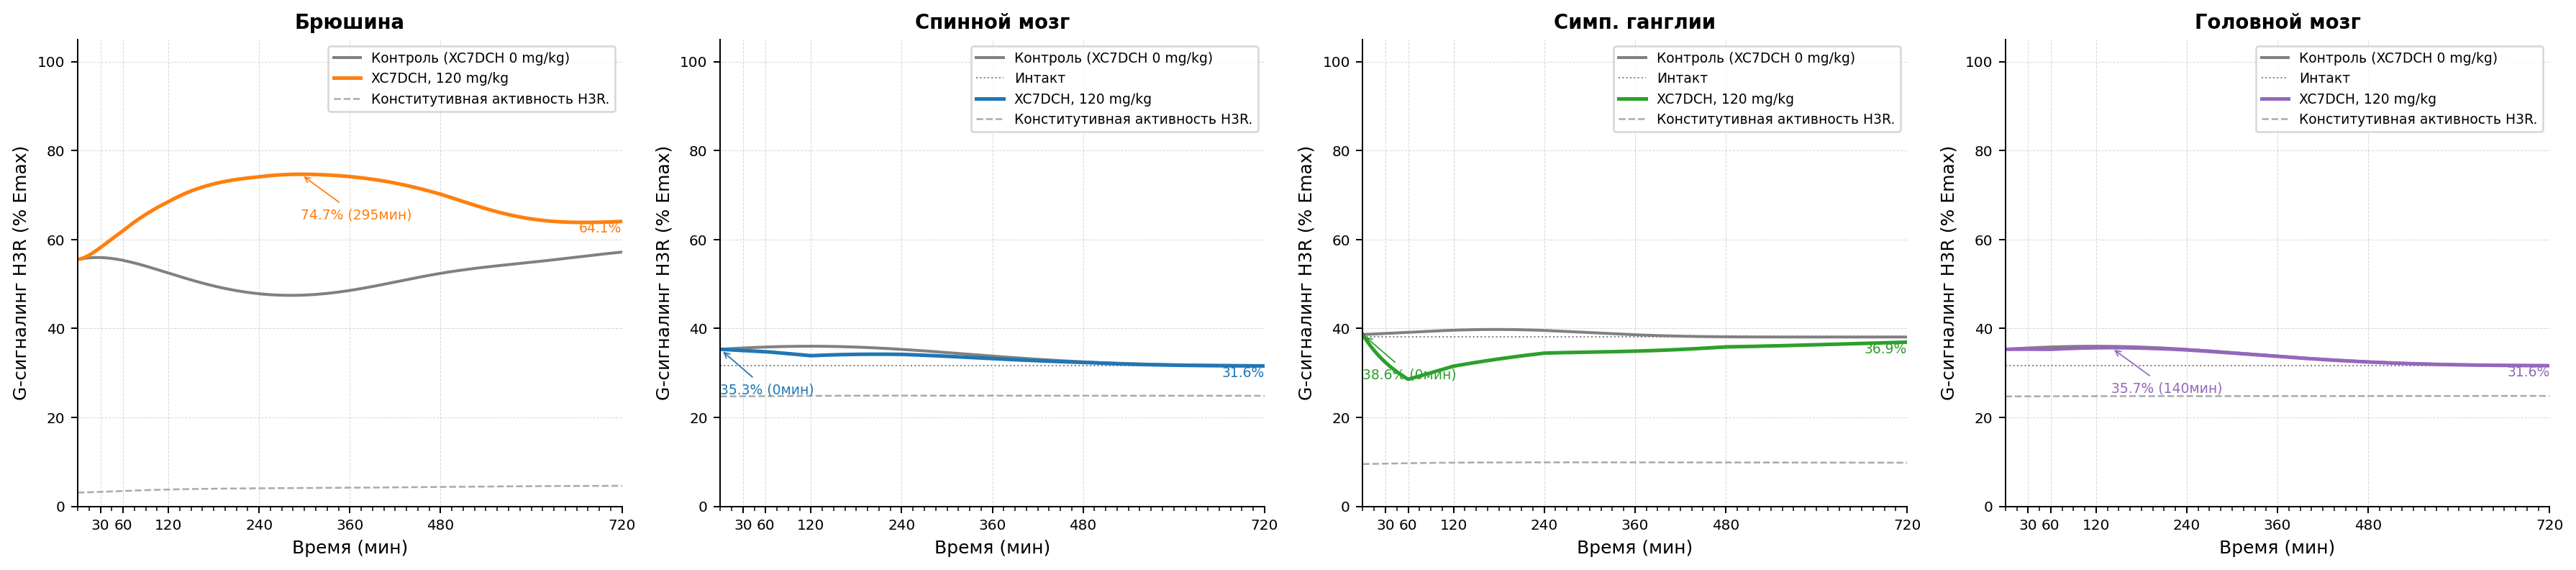 Брюшина
G-сигналинг H3R (% Emax)
100
80
60
40
20
0
Контроль (XC7DCH 0 mg/kg)
XC7DCH, 120 mg/kg
Конститутивная активность H3R.
74.7% (295мин)
64.1%
30 60 120 240 360 480 720
Время (мин)
Спинной мозг
G-сигналинг H3R (% Emax)
100
80
60
40
20
0
Контроль (XC7DCH 0 mg/kg)
Интакт
XC7DCH, 120 mg/kg
Конститутивная активность H3R.
35.3% (0мин)
31.6%
30 60 120 240 360 480 720
Время (мин)
Симп. ганглии
G-сигналинг H3R (% Emax)
100
80
60
40
20
0
Контроль (XC7DCH 0 mg/kg)
Интакт
XC7DCH, 120 mg/kg
Конститутивная активность H3R.
38.6% (0мин)
36.9%
30 60 120 240 360 480 720
Время (мин)
Головной мозг
G-сигналинг H3R (% Emax)
100
80
60
40
20
0
Контроль (XC7DCH 0 mg/kg)
Интакт
XC7DCH, 120 mg/kg
Конститутивная активность H3R.
35.7% (140мин)
31.6%
30 60 120 240 360 480 720
Время (мин)